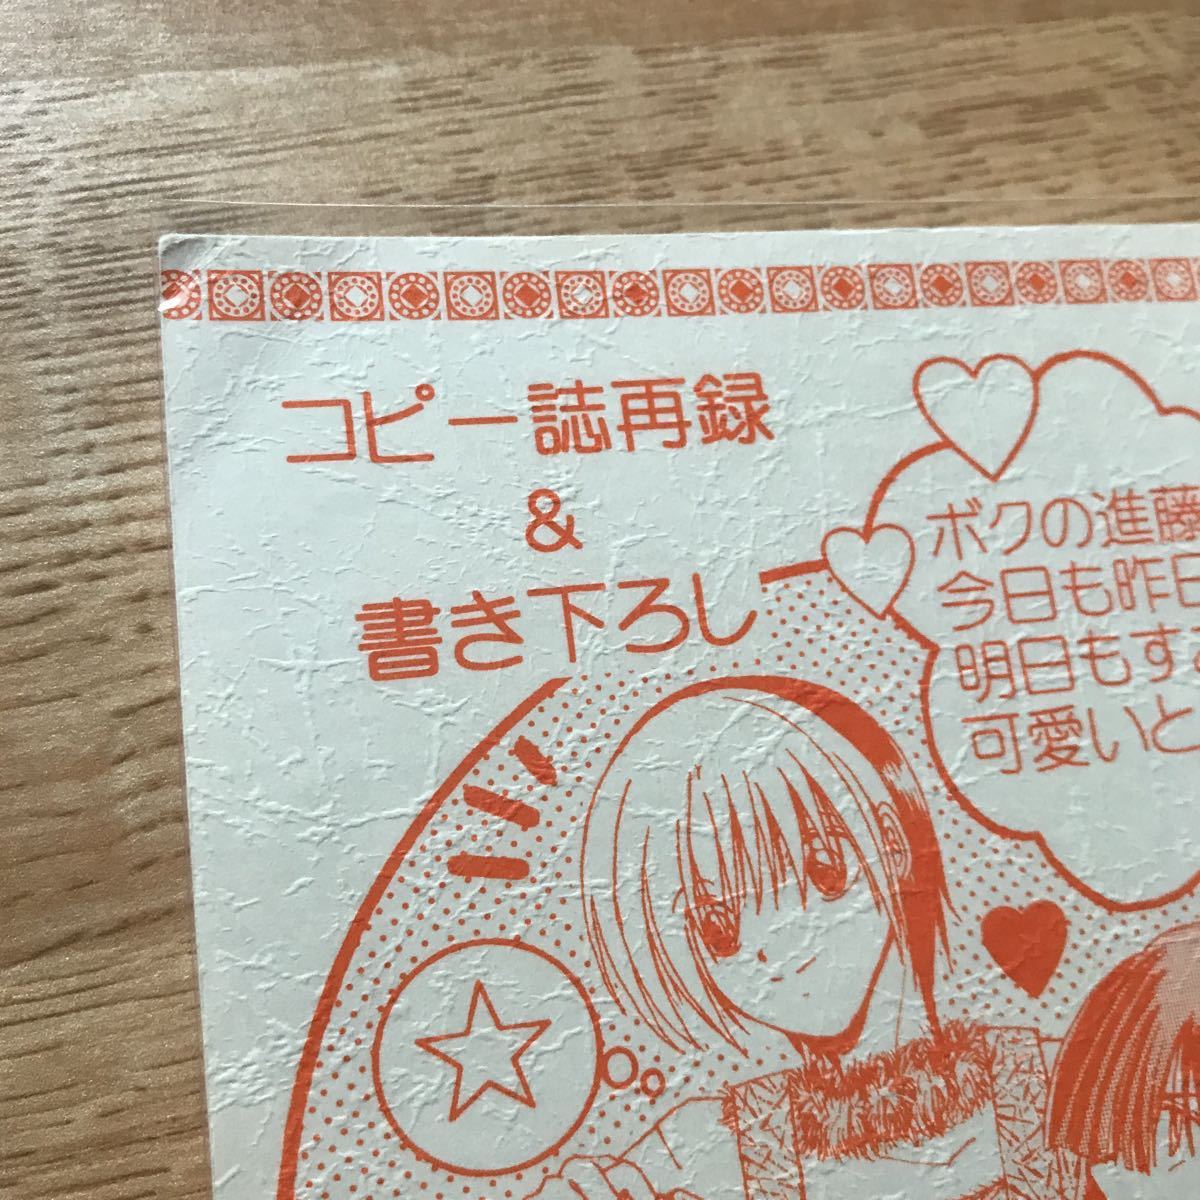 コピー誌再録
&
書き下ろし
ボクの進藤
今日も昨日
明日もず
可愛いと